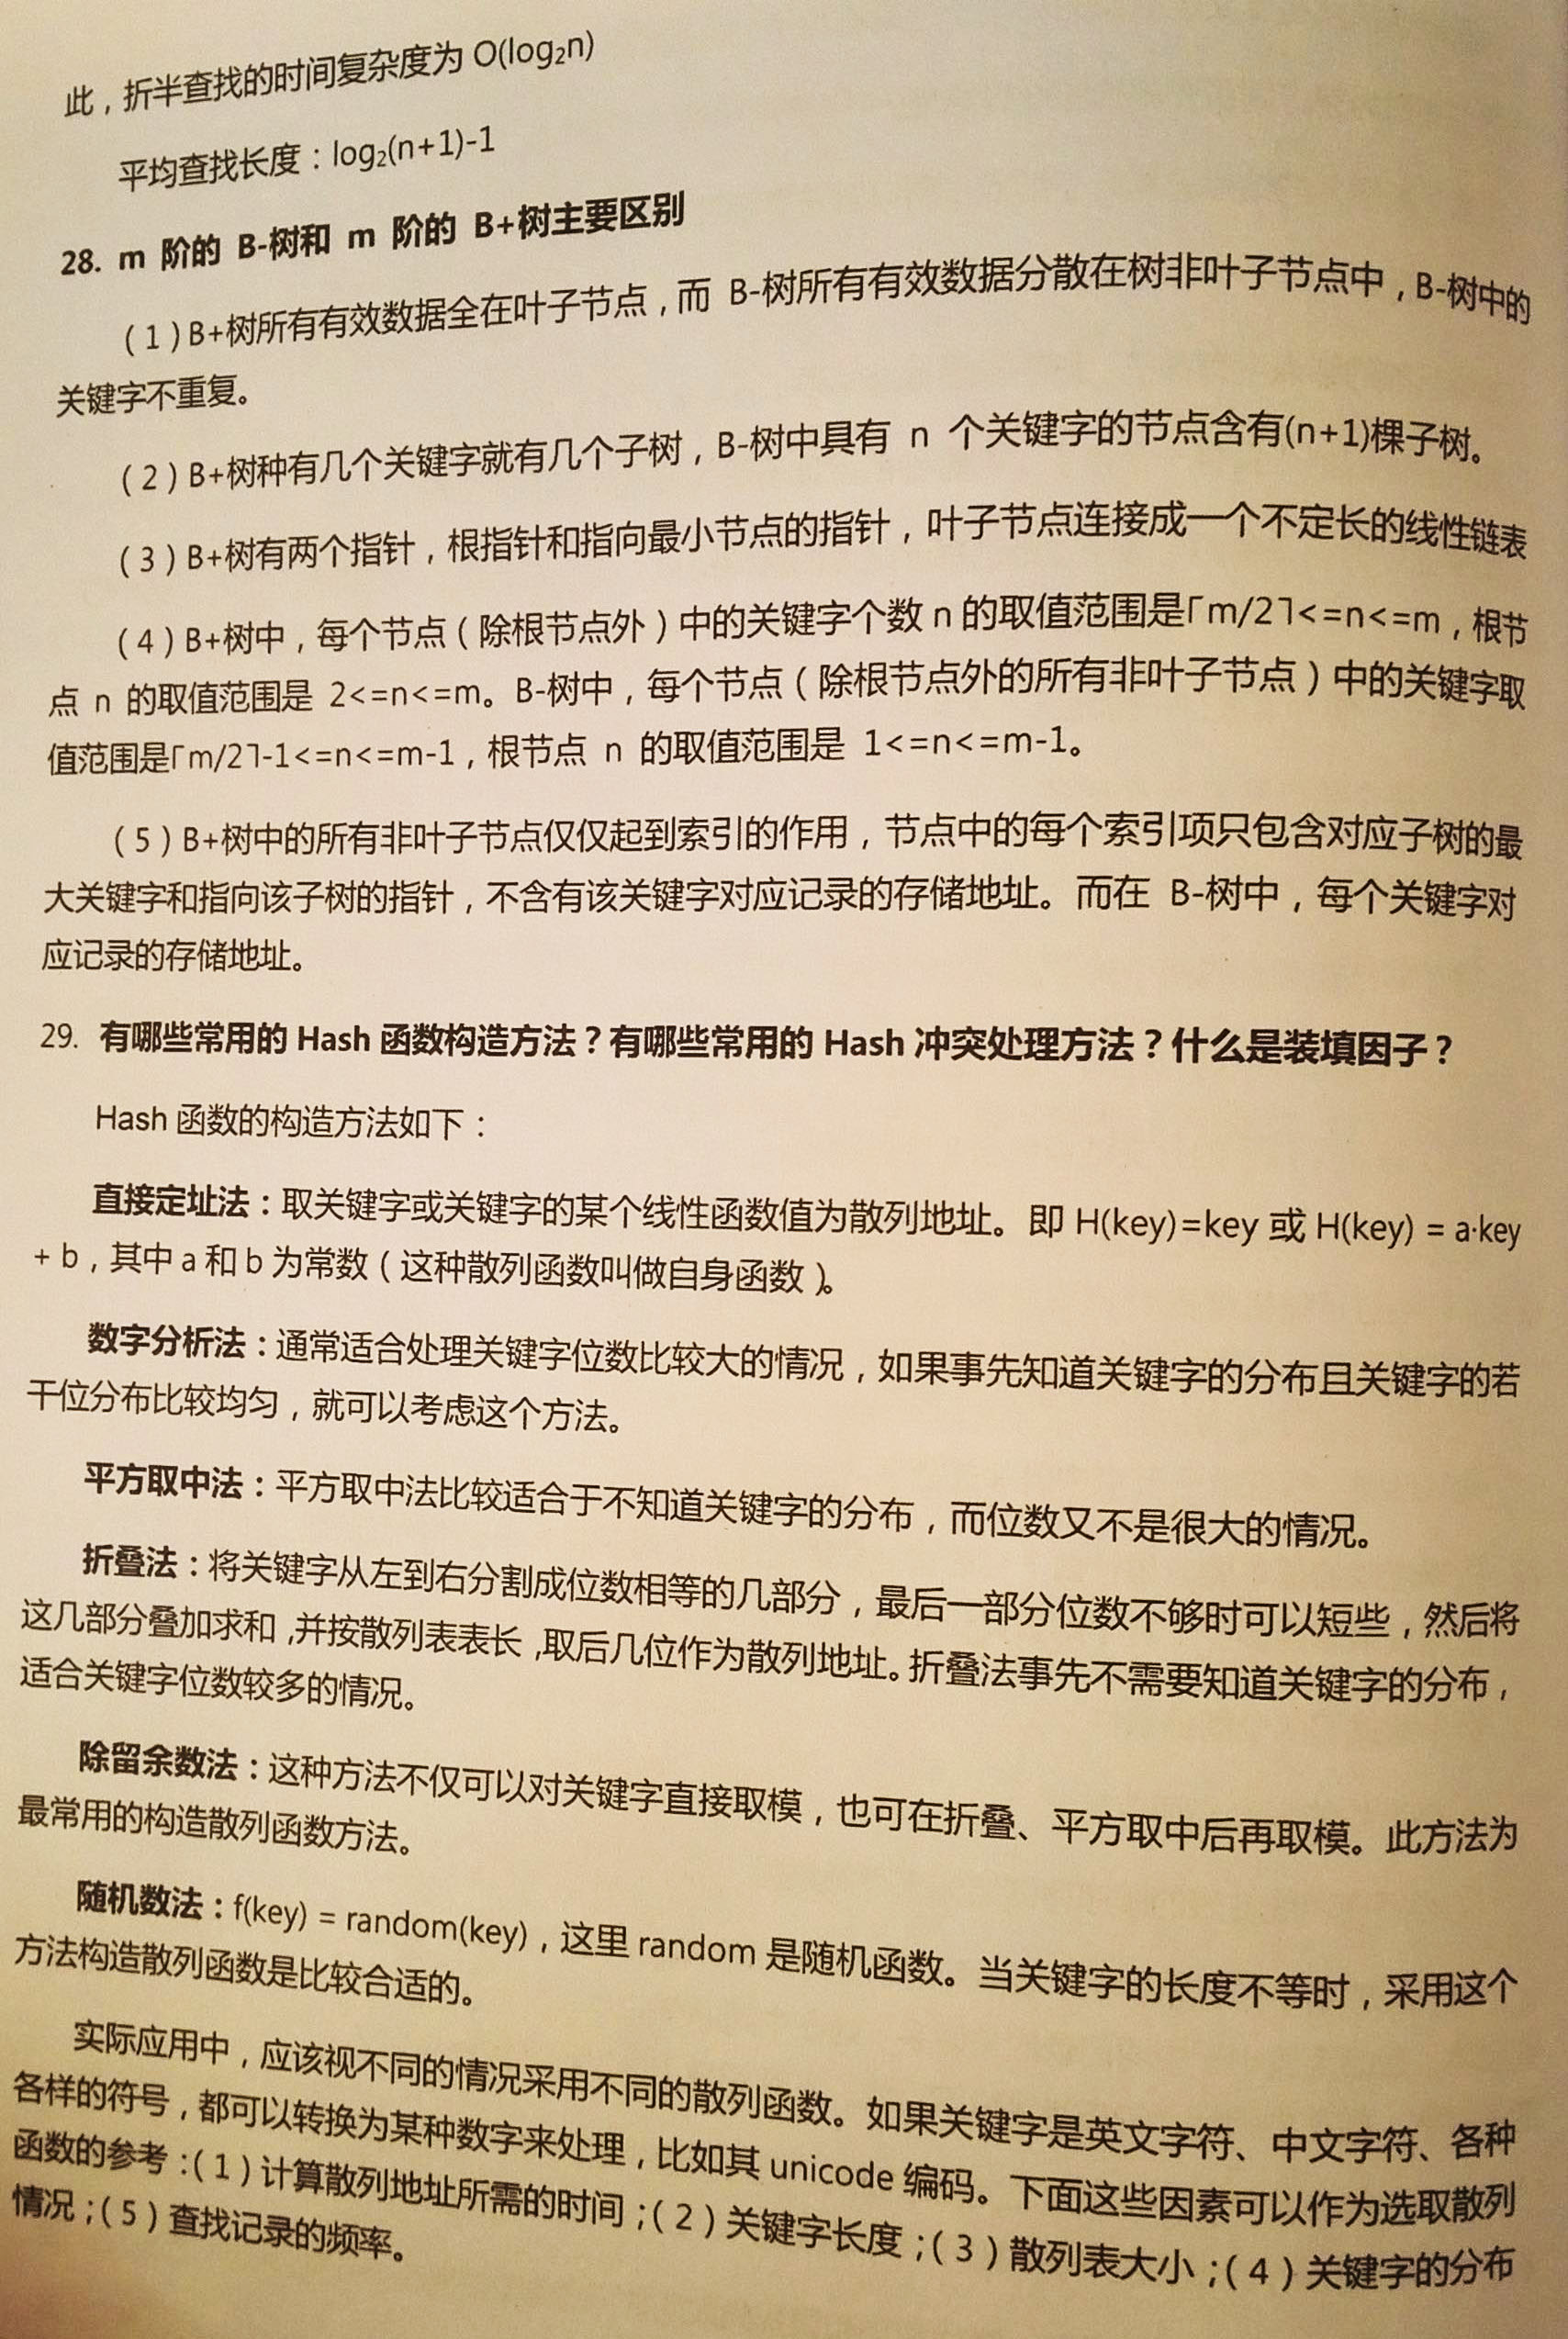 此，折半查找的时间复杂度为 O(log₂n)
平均查找长度：log₂(n+1)-1
28. m 阶的 B-树和 m 阶的 B+树主要区别
（1）B+树所有有效数据全在叶子节点，而 B-树所有有效数据分散在树非叶子节点中，B-树中的
关键字不重复。
（2）B+树种有几个关键字就有几个子树，B-树中具有 n 个关键字的节点含有(n+1)棵子树。
（3）B+树有两个指针，根指针和指向最小节点的指针，叶子节点连接成一个不定长的线性链表
（4）B+树中，每个节点（除根节点外）中的关键字个数 n 的取值范围是⌈m/2⌉<=n<=m，根节
点 n 的取值范围是 2<=n<=m。B-树中，每个节点（除根节点外的所有非叶子节点）中的关键字取
值范围是⌈m/2⌉-1<=n<=m-1，根节点 n 的取值范围是 1<=n<=m-1。
（5）B+树中的所有非叶子节点仅仅起到索引的作用，节点中的每个索引项只包含对应子树的最
大关键字和指向该子树的指针，不含有该关键字对应记录的存储地址。而在 B-树中，每个关键字对
应记录的存储地址。
29. 有哪些常用的 Hash 函数构造方法？有哪些常用的 Hash 冲突处理方法？什么是装填因子？
Hash 函数的构造方法如下：
直接定址法：取关键字或关键字的某个线性函数值为散列地址。即 H(key)=key 或 H(key) = a·key
+ b，其中 a 和 b 为常数（这种散列函数叫做自身函数）。
数字分析法：通常适合处理关键字位数比较大的情况，如果事先知道关键字的分布且关键字的若
干位分布比较均匀，就可以考虑这个方法。
平方取中法：平方取中法比较适合于不知道关键字的分布，而位数又不是很大的情况。
折叠法：将关键字从左到右分割成位数相等的几部分，最后一部分位数不够时可以短些，然后将
这几部分叠加求和，并按散列表表长，取后几位作为散列地址。折叠法事先不需要知道关键字的分布，
适合关键字位数较多的情况。
除留余数法：这种方法不仅可以对关键字直接取模，也可在折叠、平方取中后再取模。此方法为
最常用的构造散列函数方法。
随机数法：f(key) = random(key)，这里 random 是随机函数。当关键字的长度不等时，采用这个
方法构造散列函数是比较合适的。
实际应用中，应该视不同的情况采用不同的散列函数。如果关键字是英文字符、中文字符、各种
各样的符号，都可以转换为某种数字来处理，比如其 unicode 编码。下面这些因素可以作为选取散列
函数的参考：（1）计算散列地址所需的时间；（2）关键字长度；（3）散列表大小；（4）关键字的分布
情况；（5）查找记录的频率。